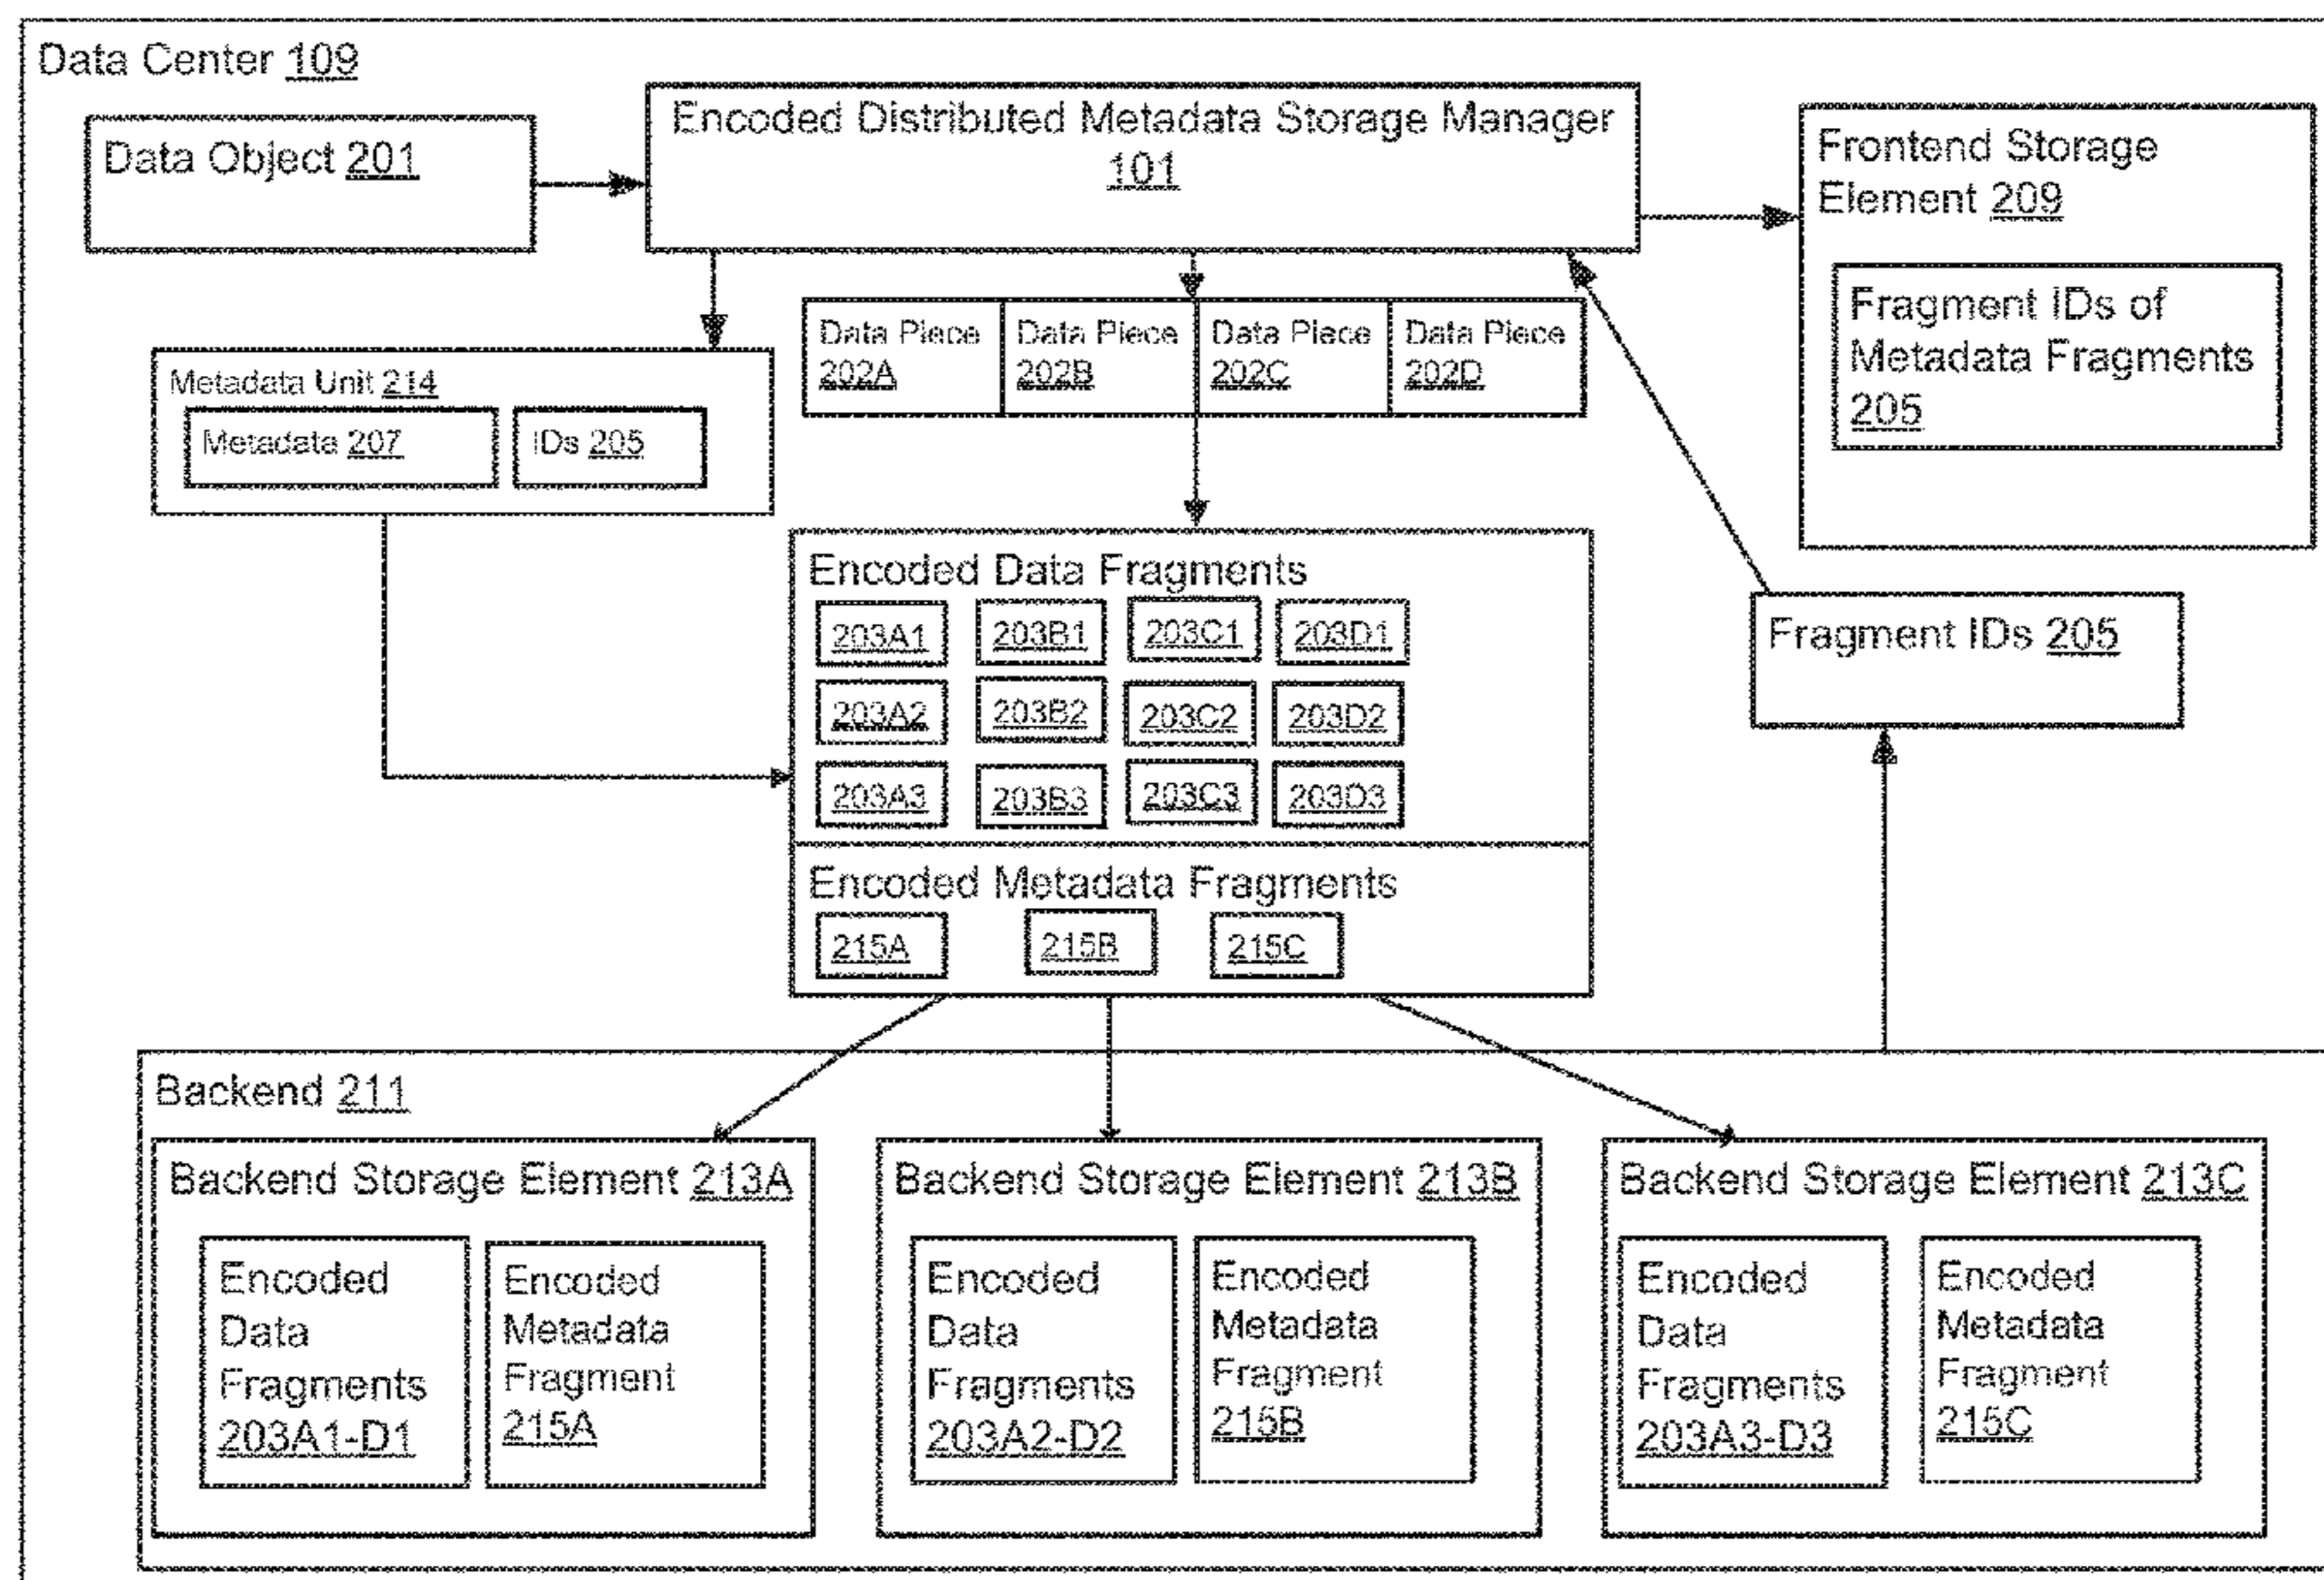 Data Center 109
Data Object 201
Encoded Distributed Metadata Storage Manager
101
Frontend Storage
Element 209
Fragment IDs of
Metadata Fragments
205
Data Piece
202A
Data Piece
202B
Data Piece
202C
Data Piece
202D
Metadata Unit 214
Metadata 207
IDs 205
Encoded Data Fragments
203A1
203B1
203C1
203D1
203A2
203B2
203C2
203D2
203A3
203B3
203C3
203D3
Fragment IDs 205
Encoded Metadata Fragments
215A
215B
215C
Backend 211
Backend Storage Element 213A
Encoded
Data
Fragments
203A1-D1
Encoded
Metadata
Fragment
215A
Backend Storage Element 213B
Encoded
Data
Fragments
203A2-D2
Encoded
Metadata
Fragment
215B
Backend Storage Element 213C
Encoded
Data
Fragments
203A3-D3
Encoded
Metadata
Fragment
215C